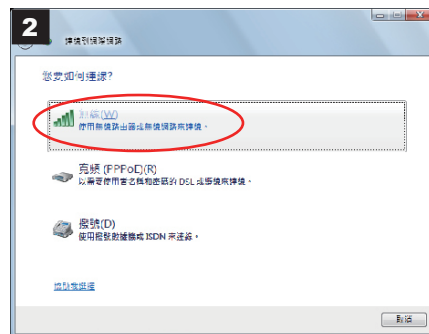 2
連線到網際網路
您要如何連線?
無線(W)
使用無線路由器或無線網路來連線。
寬頻 (PPPoE)(R)
以需要使用者名稱和密碼的 DSL 或纜線來連線。
撥號(D)
使用撥號數據機或 ISDN 來連線。
協助我選擇
取消